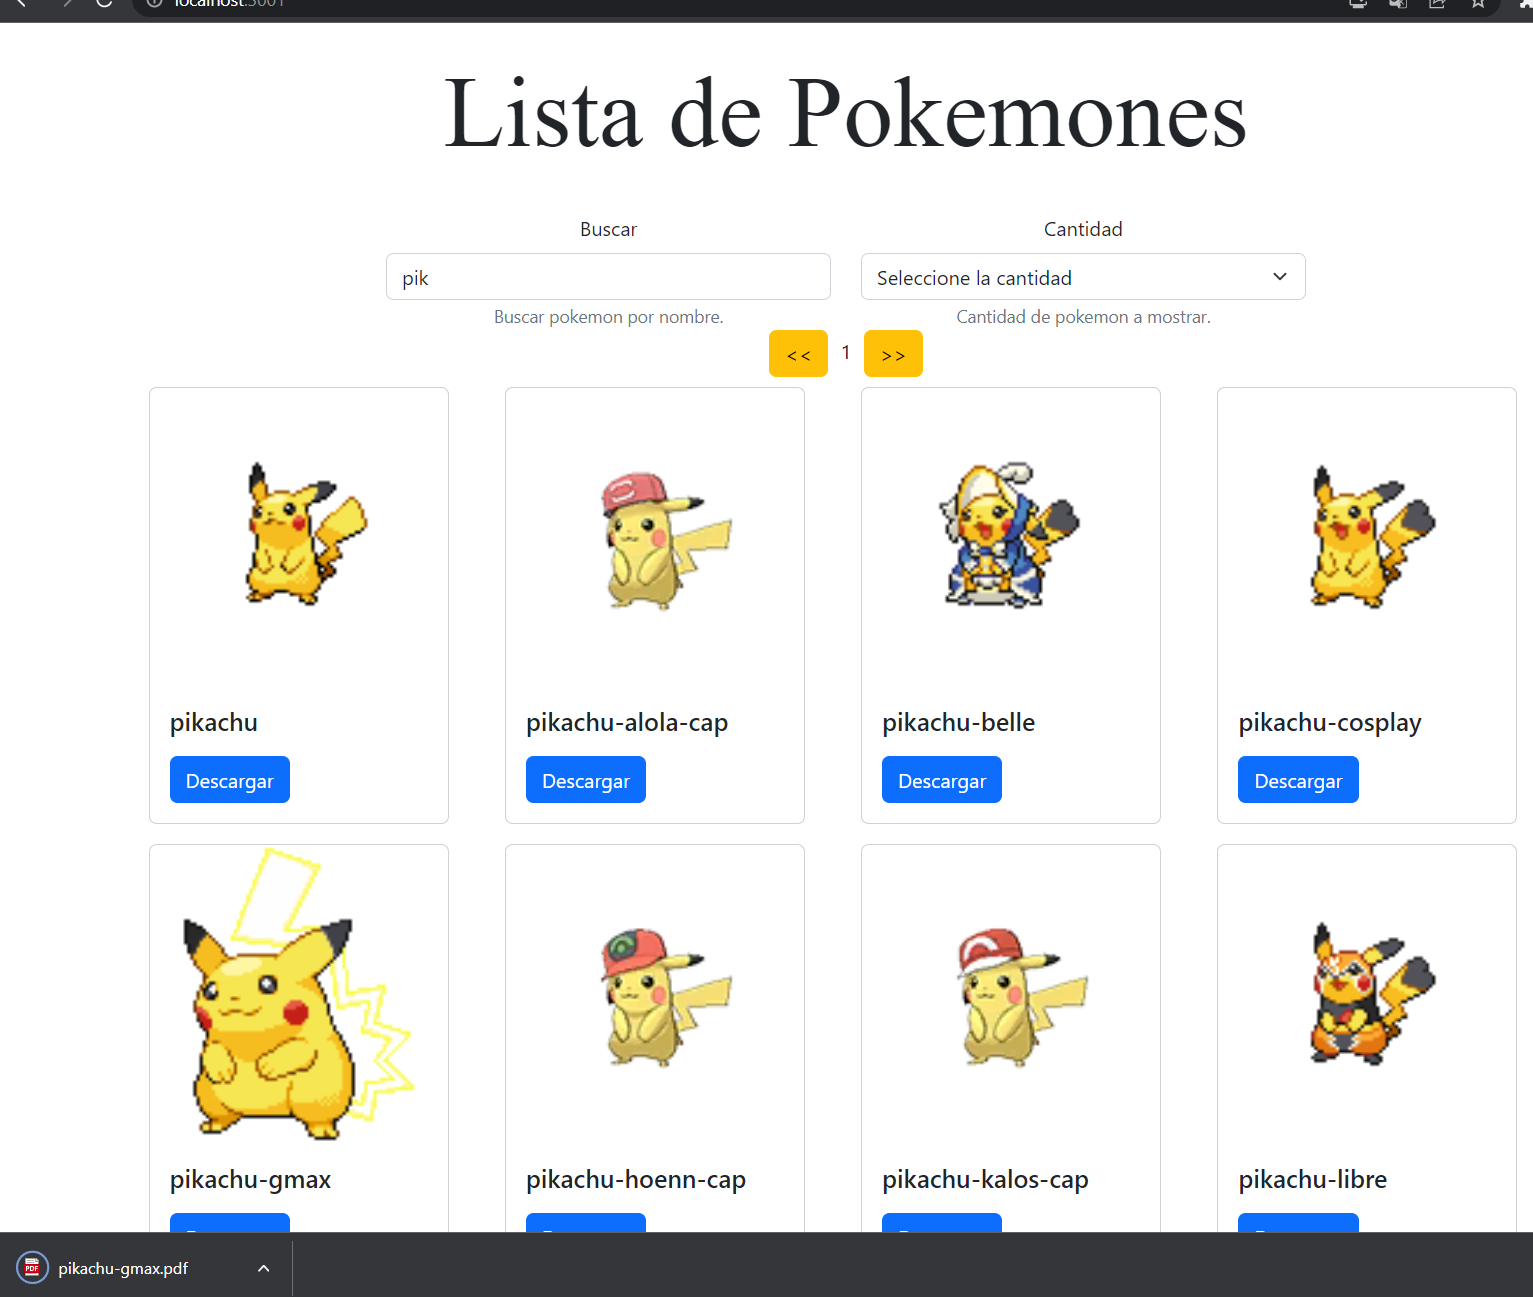 localhost:3001
Lista de Pokemones
Buscar
Cantidad
pik
Seleccione la cantidad
Buscar pokemon por nombre.
Cantidad de pokemon a mostrar.
<< 1 >>
pikachu
pikachu-alola-cap
pikachu-belle
pikachu-cosplay
Descargar
Descargar
Descargar
Descargar
pikachu-gmax
pikachu-hoenn-cap
pikachu-kalos-cap
pikachu-libre
PDF
pikachu-gmax.pdf